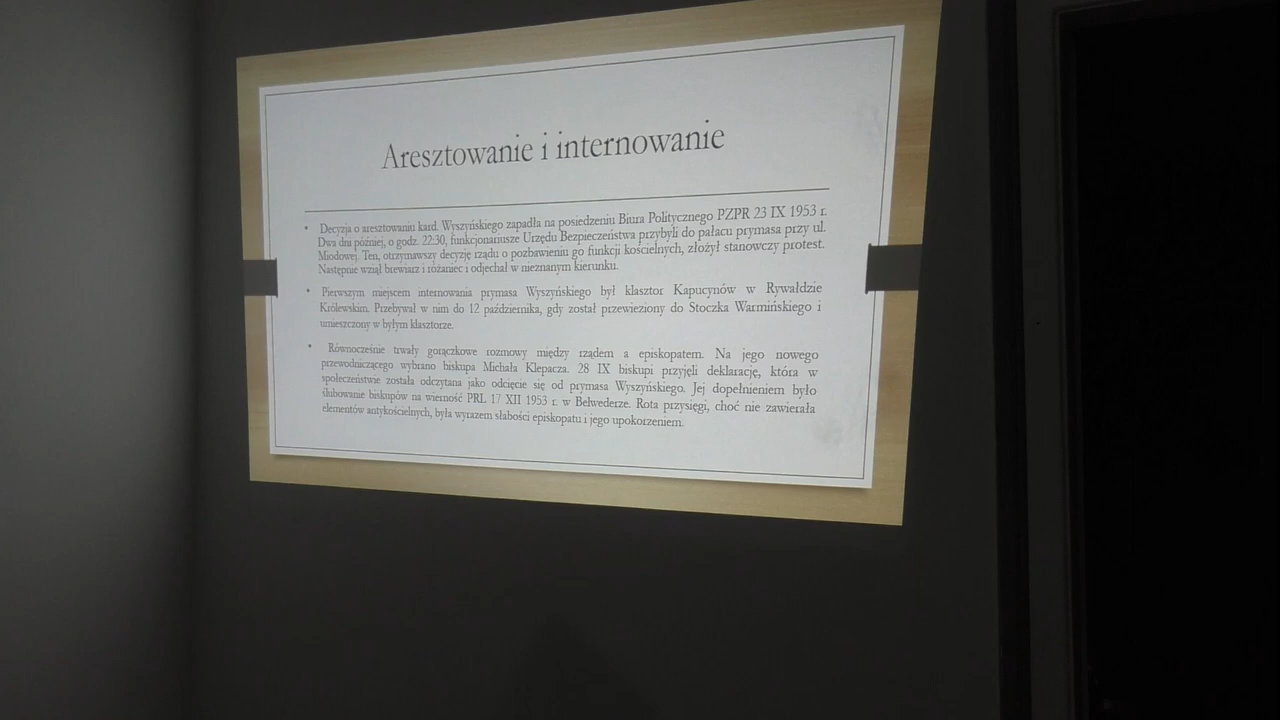 Aresztowanie i internowanie
• Decyzja o aresztowaniu kard. Wyszyńskiego zapadła na posiedzeniu Biura Politycznego PZPR 23 IX 1953 r.
Dwa dni później, o godz. 22:30, funkcjonariusze Urzędu Bezpieczeństwa przybyli do pałacu prymasa przy ul.
Miodowej. Ten, otrzymawszy decyzję rządu o pozbawieniu go funkcji kościelnych, złożył stanowczy protest.
Następnie wziął brewiarz i różaniec i odjechał w nieznanym kierunku.
• Pierwszym miejscem internowania prymasa Wyszyńskiego był klasztor Kapucynów w Rywałdzie
Królewskim. Przebywał w nim do 12 października, gdy został przewieziony do Stoczka Warmińskiego i
umieszczony w byłym klasztorze.
• Równocześnie trwały gorączkowe rozmowy między rządem a episkopatem. Na jego nowego
przewodniczącego wybrano biskupa Michała Klepacza. 28 IX biskupi przyjęli deklarację, która w
społeczeństwie została odczytana jako odcięcie się od prymasa Wyszyńskiego. Jej dopełnieniem było
ślubowanie biskupów na wierność PRL 17 XII 1953 r. w Belwederze. Rota przysięgi, choć nie zawierała
elementów antykościelnych, była wyrazem słabości episkopatu i jego upokorzeniem.